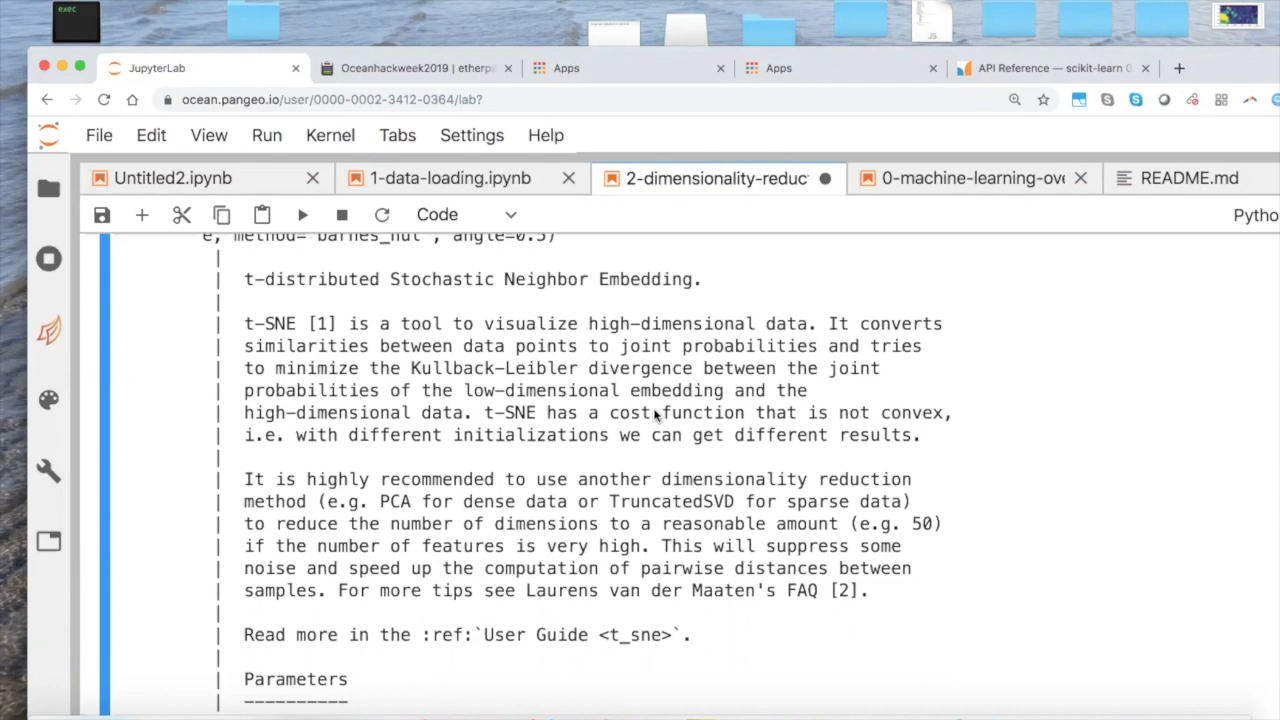 exec
JS
JupyterLab
Oceanhackweek2019 | etherpa
Apps
Apps
API Reference — scikit-learn 0
ocean.pangeo.io/user/0000-0002-3412-0364/lab?
File Edit View Run Kernel Tabs Settings Help
Untitled2.ipynb
1-data-loading.ipynb
2-dimensionality-reduc
0-machine-learning-ove
README.md
Code
Pytho
e, method='barnes_hut', angle=0.5)
|
| t-distributed Stochastic Neighbor Embedding.
|
| t-SNE [1] is a tool to visualize high-dimensional data. It converts
| similarities between data points to joint probabilities and tries
| to minimize the Kullback-Leibler divergence between the joint
| probabilities of the low-dimensional embedding and the
| high-dimensional data. t-SNE has a cost function that is not convex,
| i.e. with different initializations we can get different results.
|
| It is highly recommended to use another dimensionality reduction
| method (e.g. PCA for dense data or TruncatedSVD for sparse data)
| to reduce the number of dimensions to a reasonable amount (e.g. 50)
| if the number of features is very high. This will suppress some
| noise and speed up the computation of pairwise distances between
| samples. For more tips see Laurens van der Maaten's FAQ [2].
|
| Read more in the :ref:`User Guide <t_sne>`.
|
| Parameters
| ----------